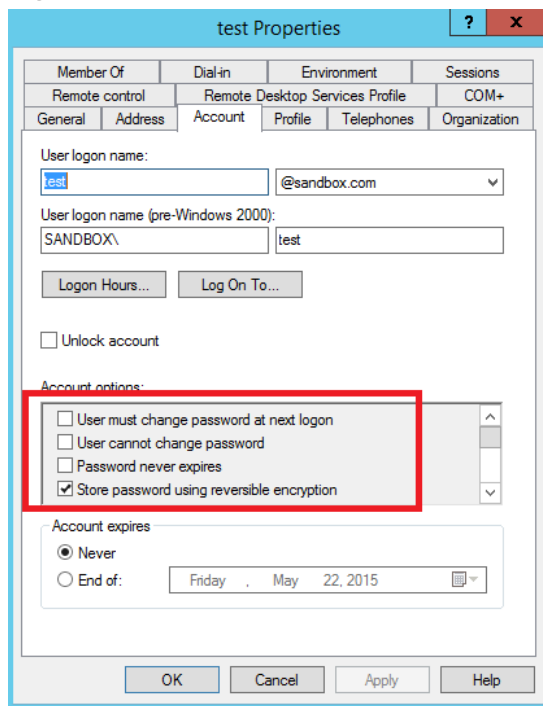 test Properties
? x
Member Of Dial-in Environment Sessions
Remote control Remote Desktop Services Profile COM+
General Address Account Profile Telephones Organization
User logon name:
test @sandbox.com
User logon name (pre-Windows 2000):
SANDBOX\ test
Logon Hours... Log On To...
Unlock account
Account options:
User must change password at next logon
User cannot change password
Password never expires
Store password using reversible encryption
Account expires
Never
End of: Friday , May 22, 2015
OK Cancel Apply Help